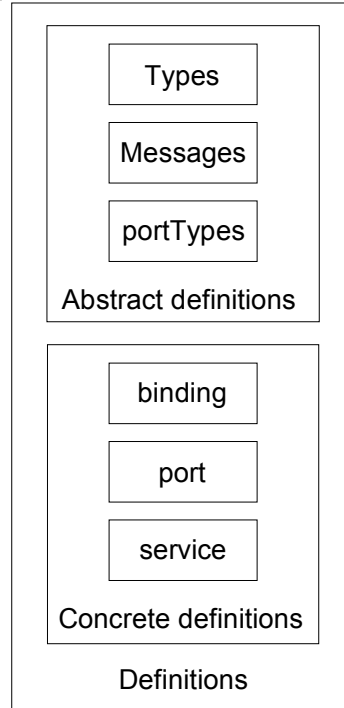 Types
Messages
portTypes
Abstract definitions
binding
port
service
Concrete definitions
Definitions